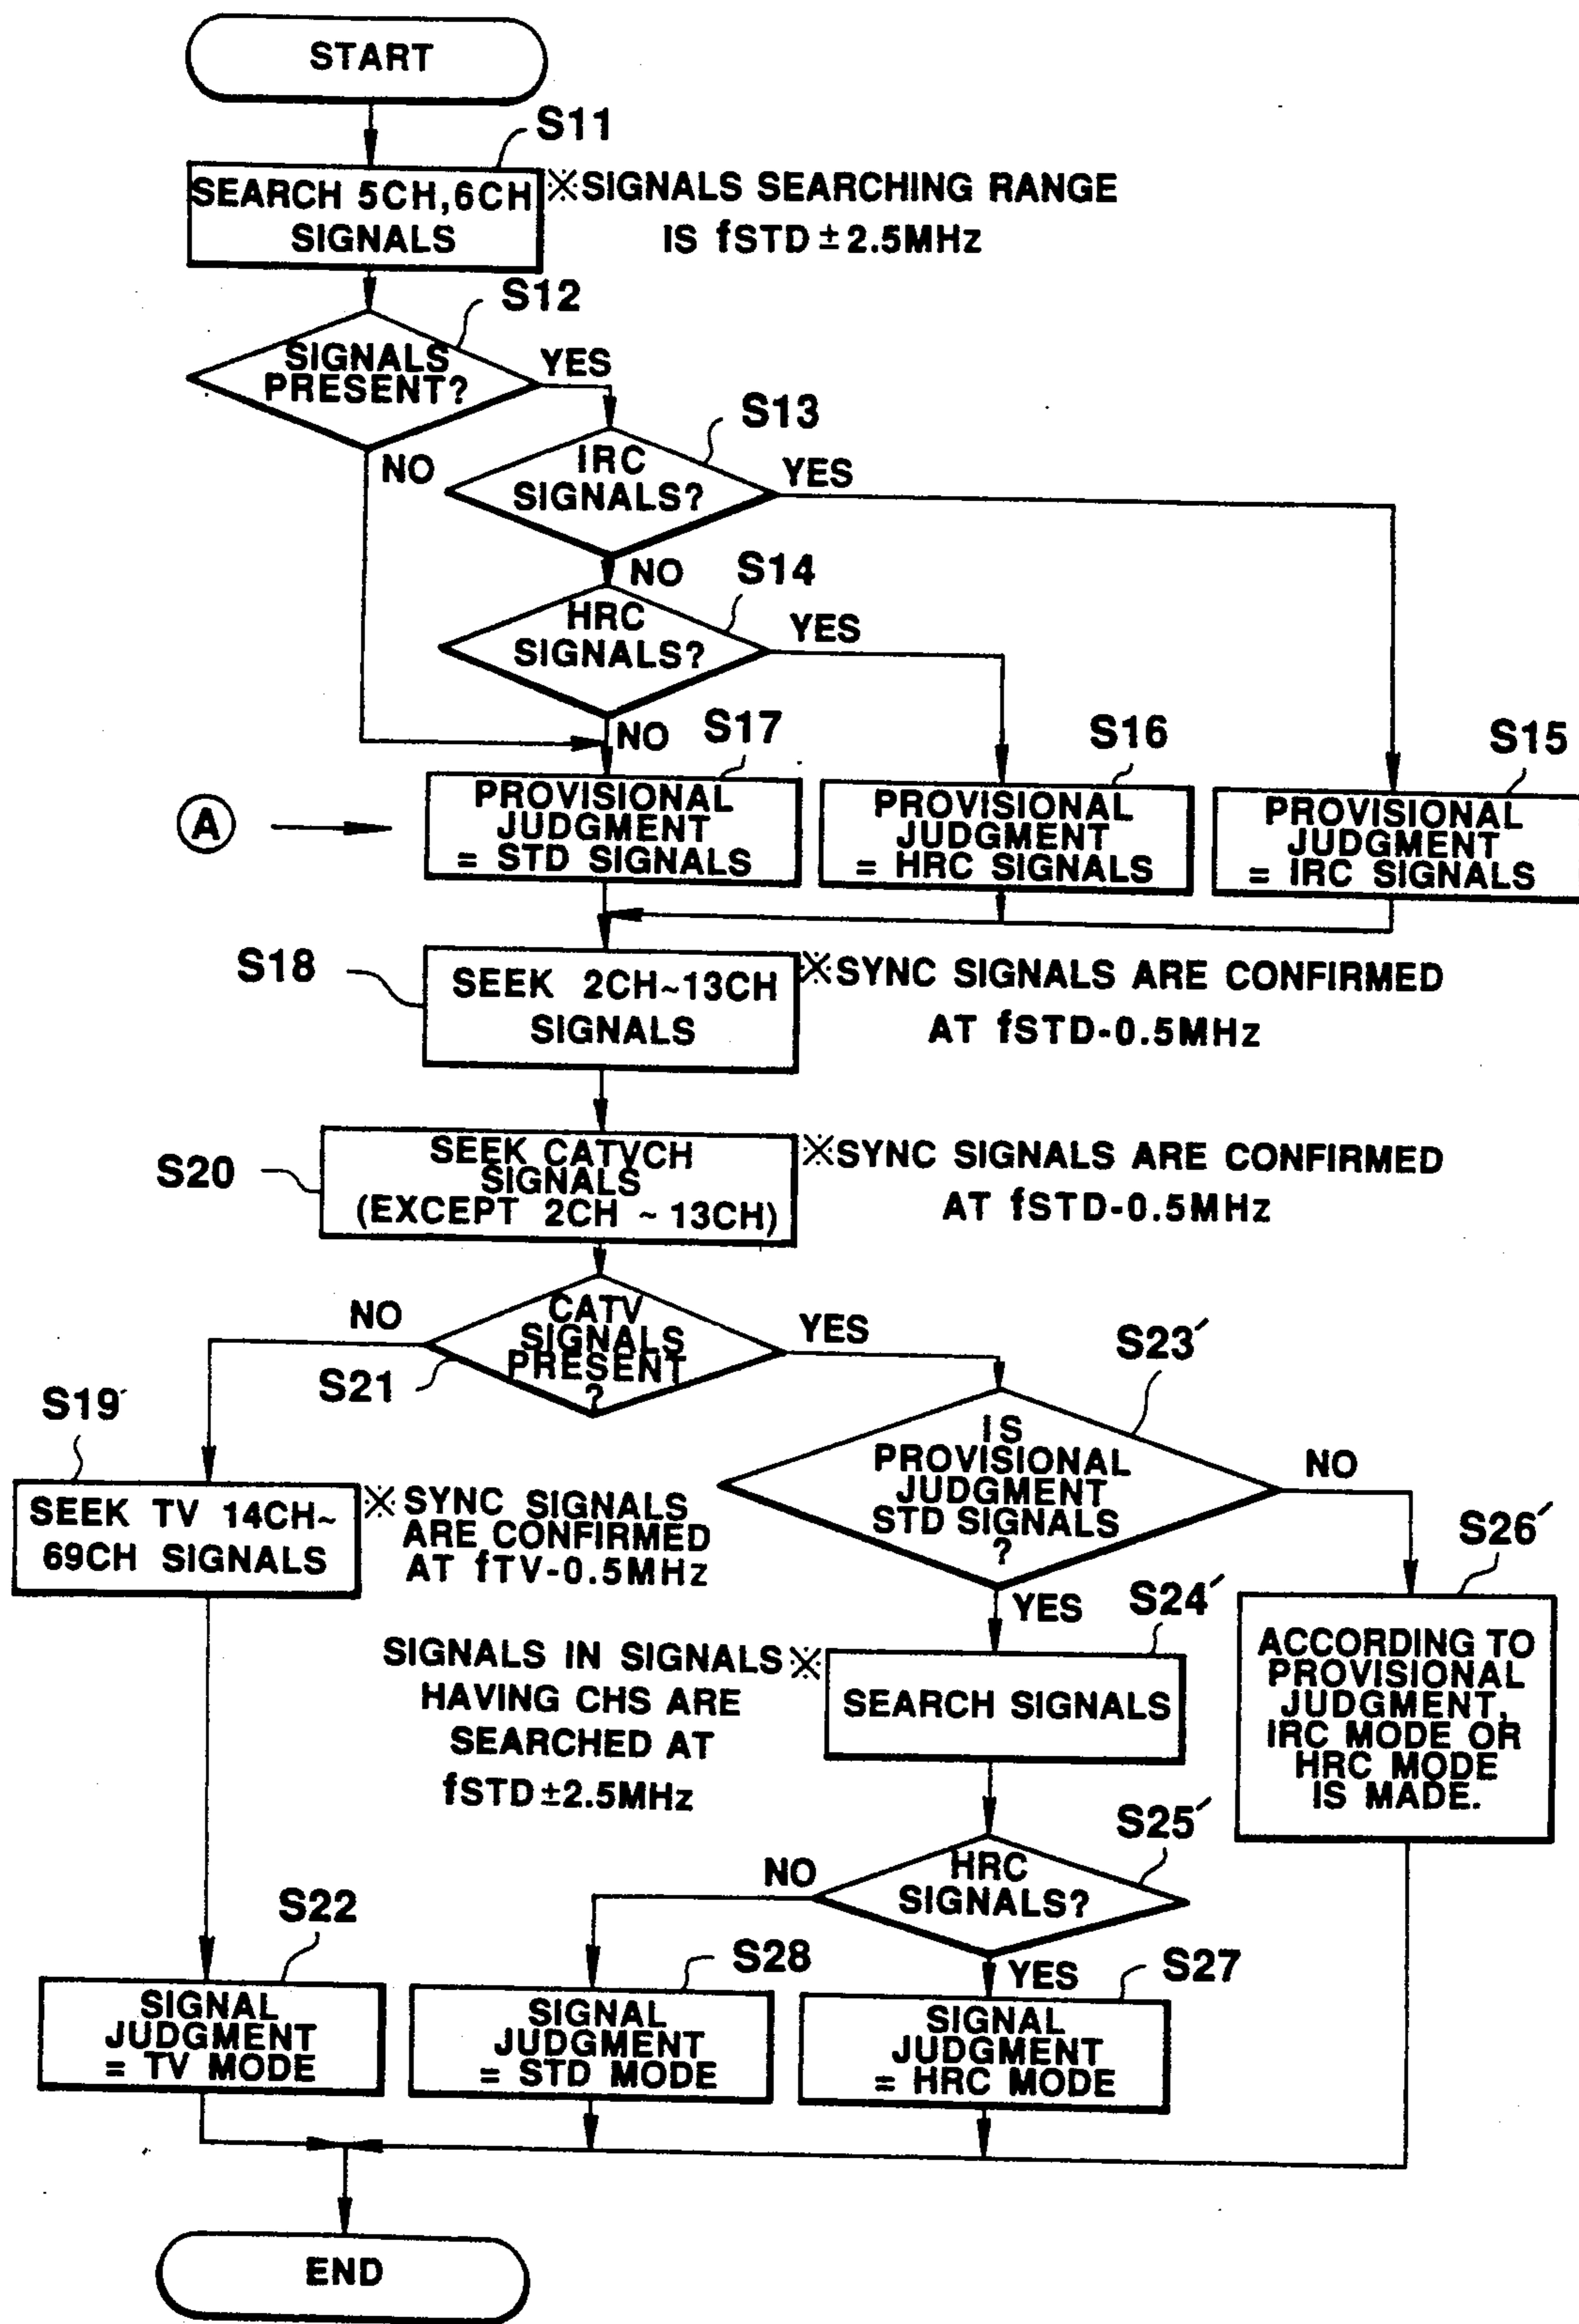 START
S11
SEARCH 5CH,6CH
SIGNALS
※SIGNALS SEARCHING RANGE
IS fSTD±2.5MHz
S12
SIGNALS
PRESENT?
YES
NO
S13
IRC
SIGNALS?
YES
NO
S14
HRC
SIGNALS?
YES
NO
S17
S16
S15
A
PROVISIONAL
JUDGMENT
= STD SIGNALS
PROVISIONAL
JUDGMENT
= HRC SIGNALS
PROVISIONAL
JUDGMENT
= IRC SIGNALS
S18
SEEK 2CH~13CH
SIGNALS
※SYNC SIGNALS ARE CONFIRMED
AT fSTD-0.5MHz
S20
SEEK CATVCH
SIGNALS
(EXCEPT 2CH ~ 13CH)
※SYNC SIGNALS ARE CONFIRMED
AT fSTD-0.5MHz
NO
CATV
SIGNALS
PRESENT
?
YES
S21
S23′
S19′
SEEK TV 14CH~
69CH SIGNALS
※SYNC SIGNALS
ARE CONFIRMED
AT fTV-0.5MHz
IS
PROVISIONAL
JUDGMENT
STD SIGNALS
?
NO
YES
S26′
S24′
SIGNALS IN SIGNALS※
HAVING CHS ARE
SEARCHED AT
fSTD±2.5MHz
SEARCH SIGNALS
ACCORDING TO
PROVISIONAL
JUDGMENT,
IRC MODE OR
HRC MODE
IS MADE.
S25′
NO
HRC
SIGNALS?
YES
S22
S28
S27
SIGNAL
JUDGMENT
= TV MODE
SIGNAL
JUDGMENT
= STD MODE
SIGNAL
JUDGMENT
= HRC MODE
END